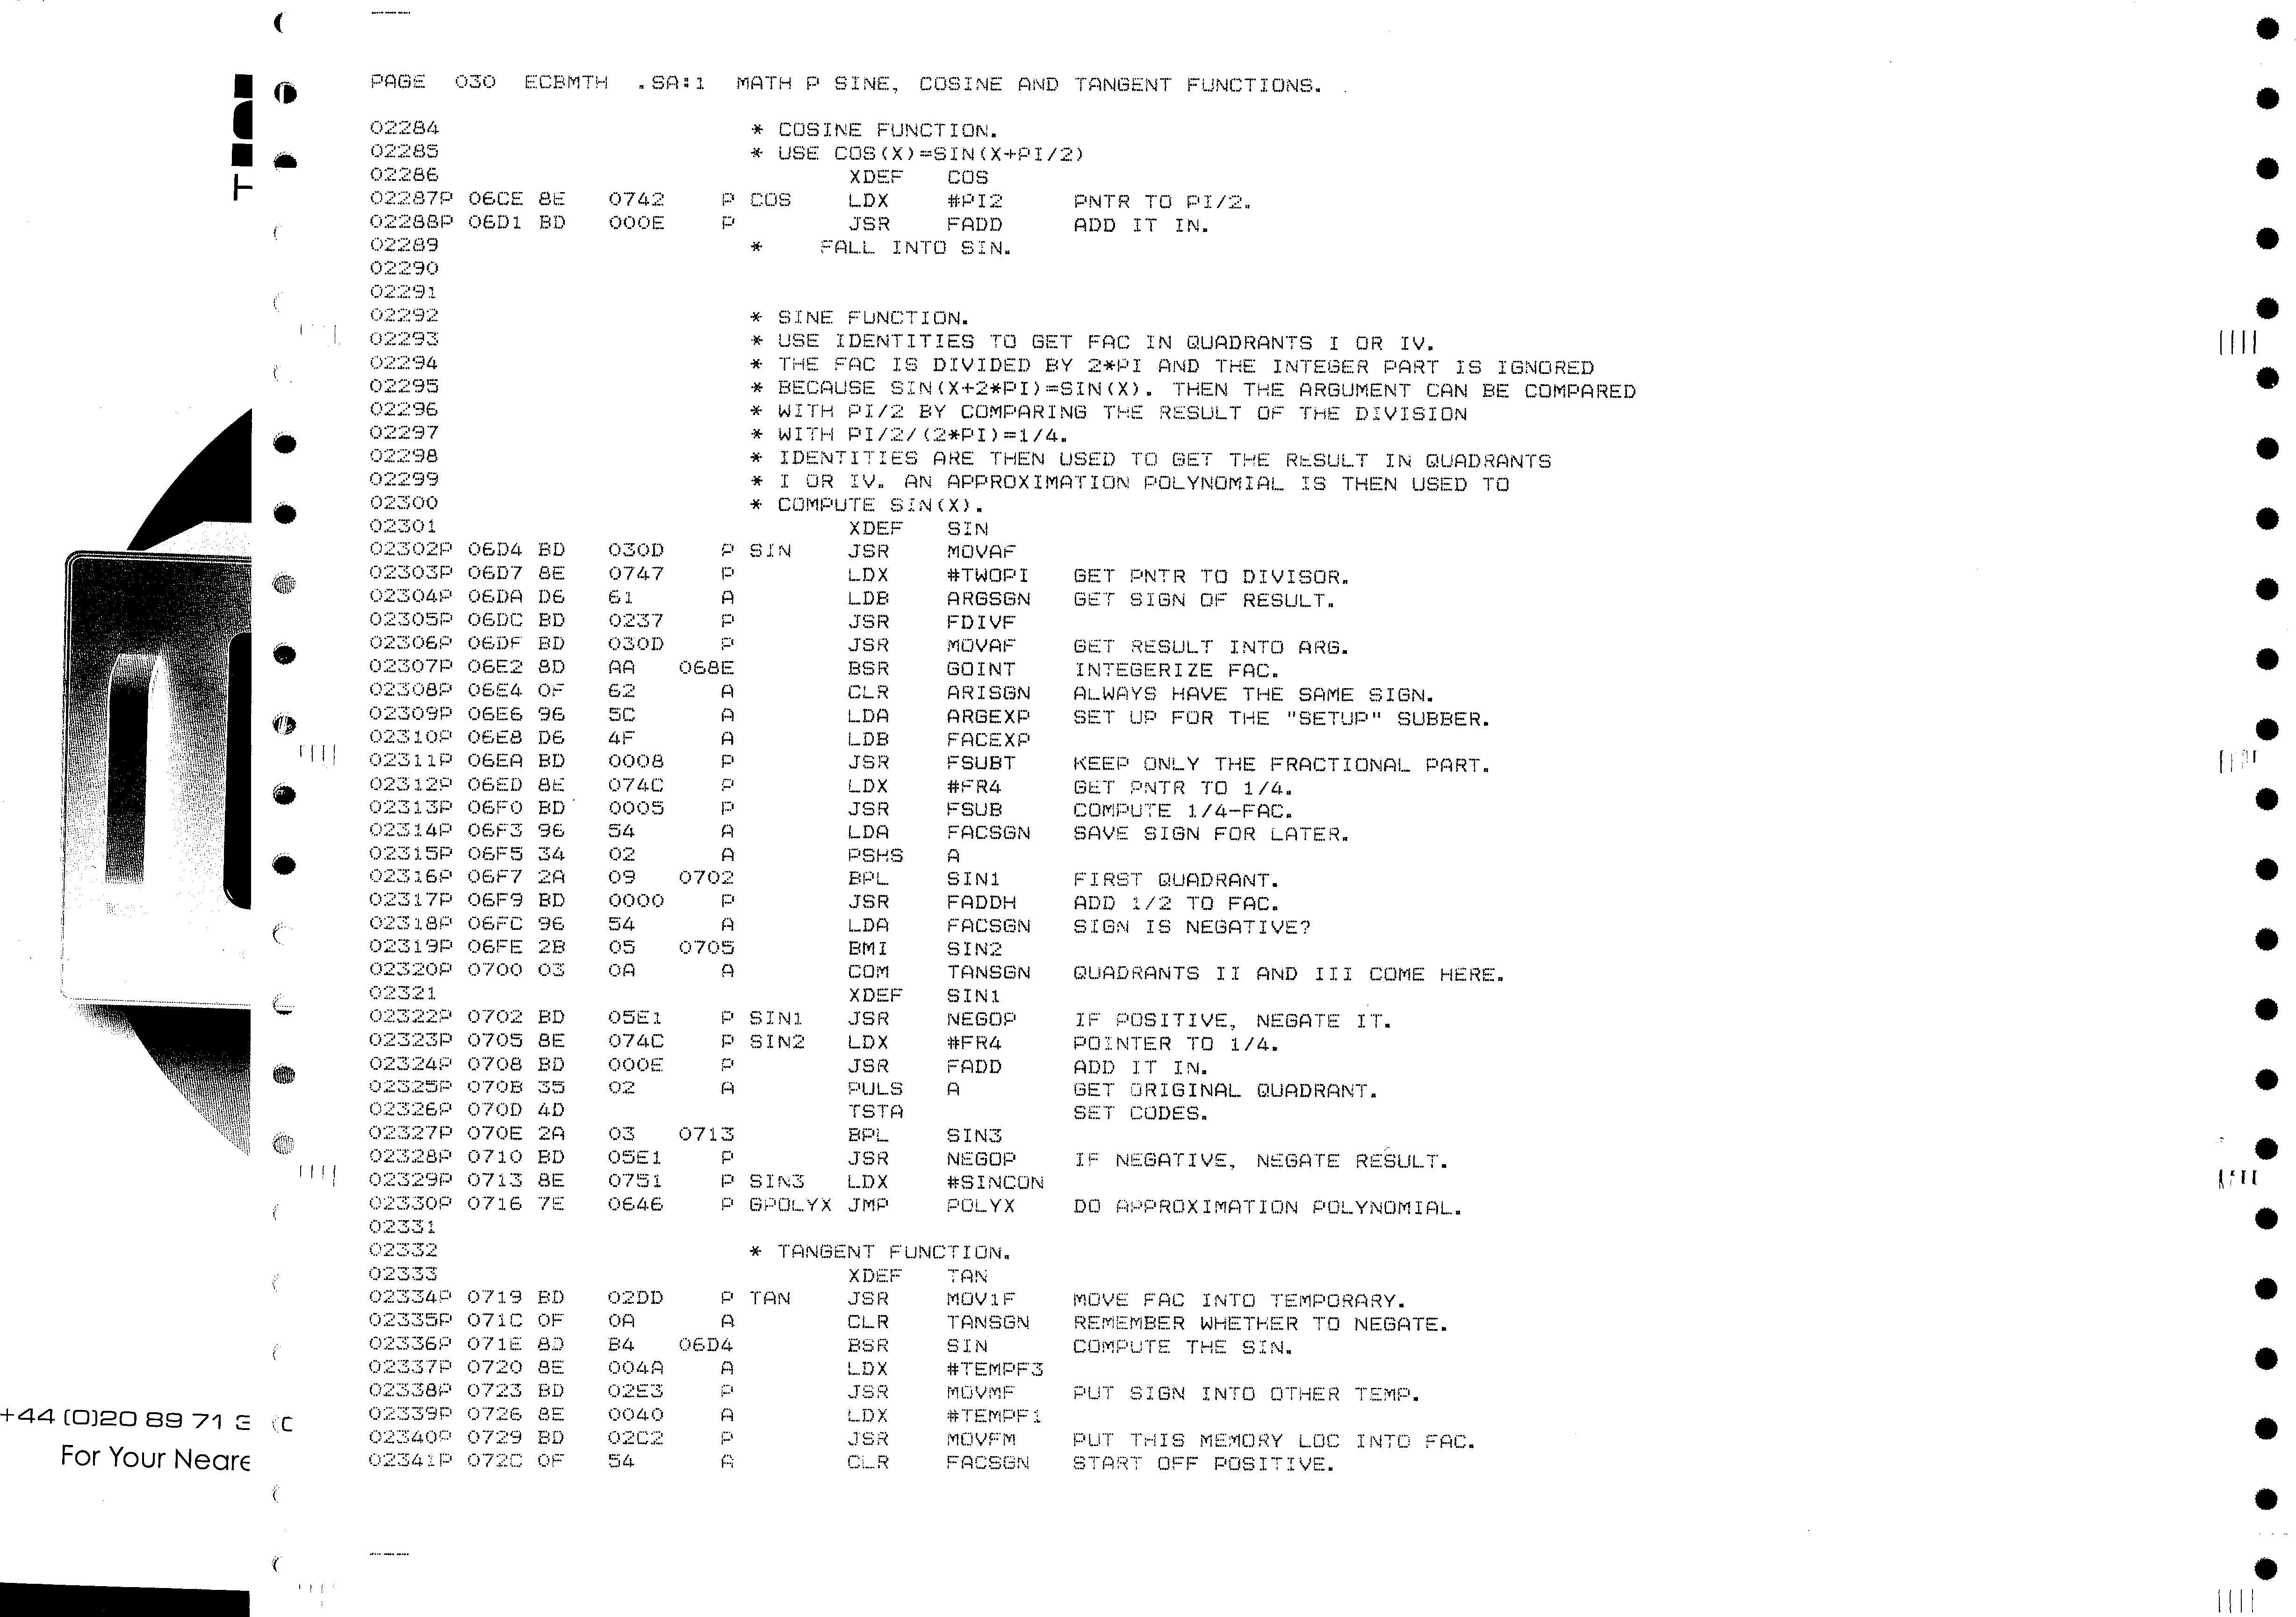 PAGE 030 ECBMTH .SA:1 MATH P SINE, COSINE AND TANGENT FUNCTIONS.
02284 * COSINE FUNCTION.
02285 * USE COS(X)=SIN(X+PI/2)
02286 XDEF COS
02287P 06CE 8E 0742 P COS LDX #PI2 PNTR TO PI/2.
02288P 06D1 BD 000E P JSR FADD ADD IT IN.
02289 * FALL INTO SIN.
02290
02291
02292 * SINE FUNCTION.
02293 * USE IDENTITIES TO GET FAC IN QUADRANTS I OR IV.
02294 * THE FAC IS DIVIDED BY 2*PI AND THE INTEGER PART IS IGNORED
02295 * BECAUSE SIN(X+2*PI)=SIN(X). THEN THE ARGUMENT CAN BE COMPARED
02296 * WITH PI/2 BY COMPARING THE RESULT OF THE DIVISION
02297 * WITH PI/2/(2*PI)=1/4.
02298 * IDENTITIES ARE THEN USED TO GET THE RESULT IN QUADRANTS
02299 * I OR IV. AN APPROXIMATION POLYNOMIAL IS THEN USED TO
02300 * COMPUTE SIN(X).
02301 XDEF SIN
02302P 06D4 BD 030D P SIN JSR MOVAF
02303P 06D7 8E 0747 P LDX #TWOPI GET PNTR TO DIVISOR.
02304P 06DA D6 61 A LDB ARGSGN GET SIGN OF RESULT.
02305P 06DC BD 0237 P JSR FDIVF
02306P 06DF BD 030D P JSR MOVAF GET RESULT INTO ARG.
02307P 06E2 8D AA 068E BSR GOINT INTEGERIZE FAC.
02308P 06E4 0F 62 A CLR ARISGN ALWAYS HAVE THE SAME SIGN.
02309P 06E6 96 5C A LDA ARGEXP SET UP FOR THE "SETUP" SUBBER.
02310P 06E8 D6 4F A LDB FACEXP
02311P 06EA BD 0008 P JSR FSUBT KEEP ONLY THE FRACTIONAL PART.
02312P 06ED 8E 074C P LDX #FR4 GET PNTR TO 1/4.
02313P 06F0 BD 0005 P JSR FSUB COMPUTE 1/4-FAC.
02314P 06F3 96 54 A LDA FACSGN SAVE SIGN FOR LATER.
02315P 06F5 34 02 A PSHS A
02316P 06F7 2A 09 0702 BPL SIN1 FIRST QUADRANT.
02317P 06F9 BD 0000 P JSR FADDH ADD 1/2 TO FAC.
02318P 06FC 96 54 A LDA FACSGN SIGN IS NEGATIVE?
02319P 06FE 2B 05 0705 BMI SIN2
02320P 0700 03 0A A COM TANSGN QUADRANTS II AND III COME HERE.
02321 XDEF SIN1
02322P 0702 BD 05E1 P SIN1 JSR NEGOP IF POSITIVE, NEGATE IT.
02323P 0705 8E 074C P SIN2 LDX #FR4 POINTER TO 1/4.
02324P 0708 BD 000E P JSR FADD ADD IT IN.
02325P 070B 35 02 A PULS A GET ORIGINAL QUADRANT.
02326P 070D 4D TSTA SET CODES.
02327P 070E 2A 03 0713 BPL SIN3
02328P 0710 BD 05E1 P JSR NEGOP IF NEGATIVE, NEGATE RESULT.
02329P 0713 8E 0751 P SIN3 LDX #SINCON
02330P 0716 7E 0646 P GPOLYX JMP POLYX DO APPROXIMATION POLYNOMIAL.
02331
02332 * TANGENT FUNCTION.
02333 XDEF TAN
02334P 0719 BD 02DD P TAN JSR MOV1F MOVE FAC INTO TEMPORARY.
02335P 071C 0F 0A A CLR TANSGN REMEMBER WHETHER TO NEGATE.
02336P 071E 8D B4 06D4 BSR SIN COMPUTE THE SIN.
02337P 0720 8E 004A A LDX #TEMPF3
02338P 0723 BD 02E3 P JSR MOVMF PUT SIGN INTO OTHER TEMP.
02339P 0726 8E 0040 A LDX #TEMPF1
02340P 0729 BD 02C2 P JSR MOVFM PUT THIS MEMORY LOC INTO FAC.
02341P 072C 0F 54 A CLR FACSGN START OFF POSITIVE.
+44 (0)20 89 71
For Your Neare